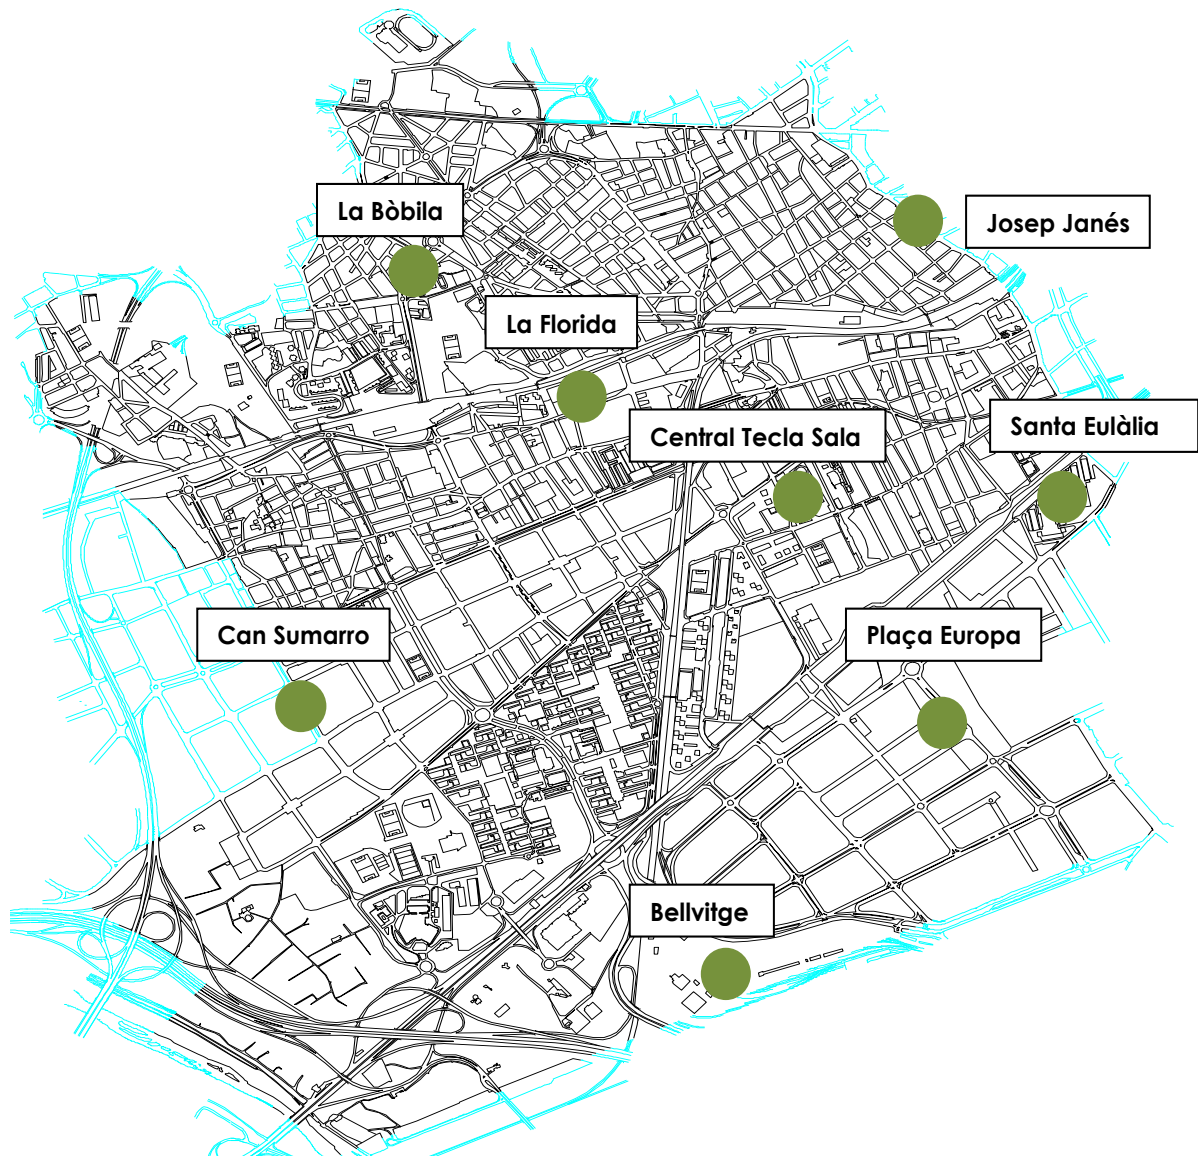 La Bòbila
Josep Janés
La Florida
Central Tecla Sala
Santa Eulàlia
Can Sumarro
Plaça Europa
Bellvitge